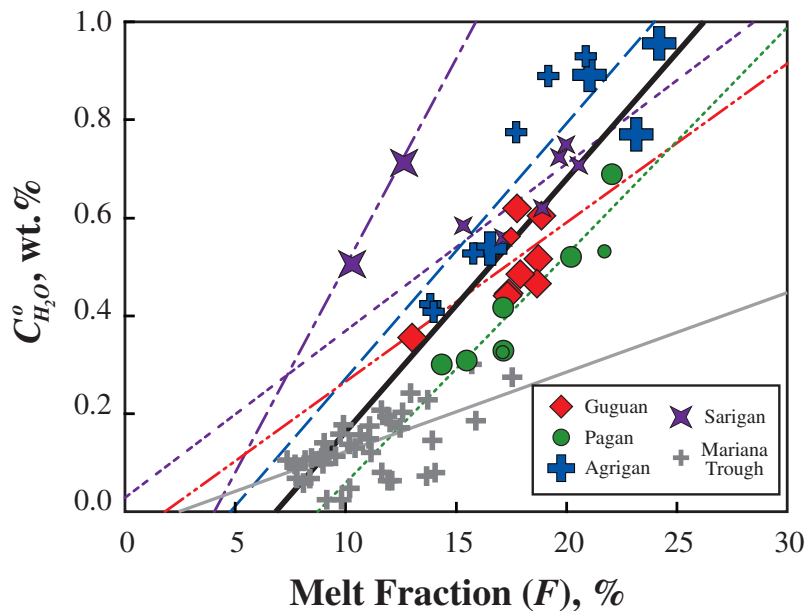 1.0
0.8
0.6
0.4
0.2
0.0
C°H₂O, wt.%
0 5 10 15 20 25 30
Melt Fraction (F), %
Guguan
Pagan
Agrigan
Sarigan
Mariana
Trough